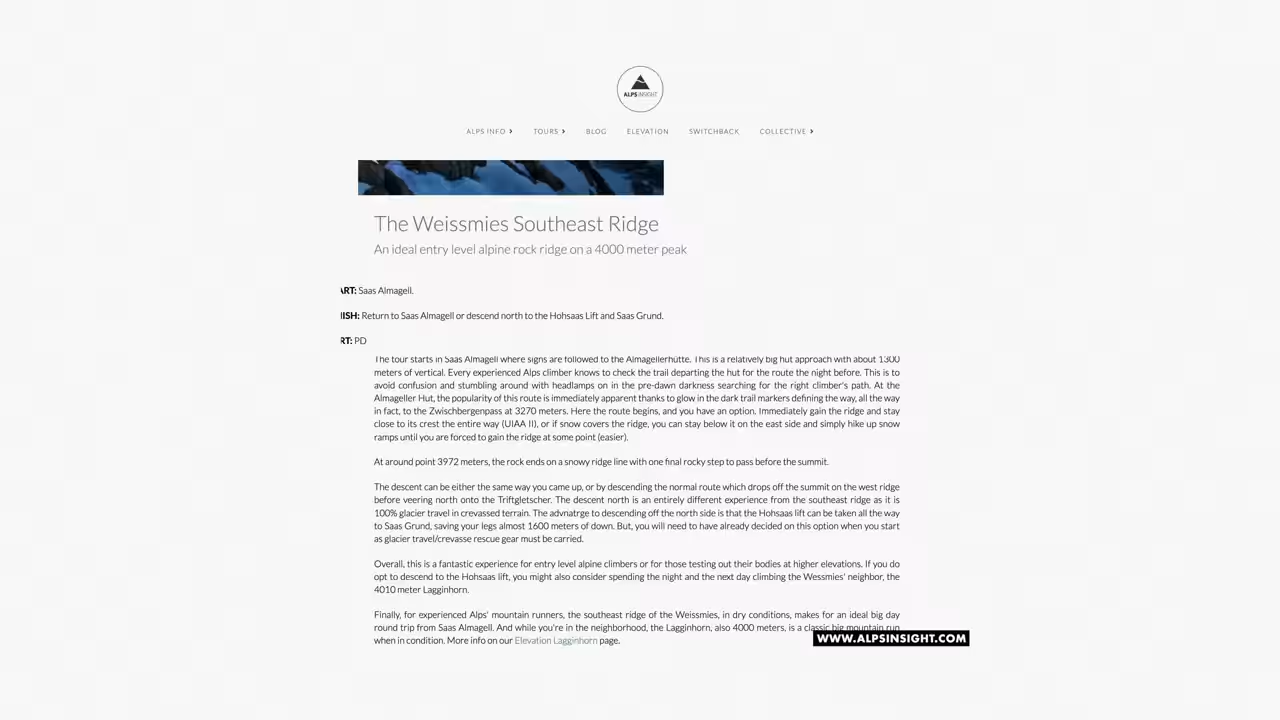 ALPSINSIGHT
ALPS INFO
TOURS
BLOG
ELEVATION
SWITCHBACK
COLLECTIVE
The Weissmies Southeast Ridge
An ideal entry level alpine rock ridge on a 4000 meter peak
ART: Saas Almagell.
ISH: Return to Saas Almagell or descend north to the Hohsaas Lift and Saas Grund.
RT: PD
The tour starts in Saas Almagell where signs are followed to the Almagellerhütte. This is a relatively big hut approach with about 1300
meters of vertical. Every experienced Alps climber knows to check the trail departing the hut for the route the night before. This is to
avoid confusion and stumbling around with headlamps on in the pre-dawn darkness searching for the right climber's path. At the
Almageller Hut, the popularity of this route is immediately apparent thanks to glow in the dark trail markers defining the way, all the way
in fact, to the Zwischbergenpass at 3270 meters. Here the route begins, and you have an option. Immediately gain the ridge and stay
close to its crest the entire way (UIAA II), or if snow covers the ridge, you can stay below it on the east side and simply hike up snow
ramps until you are forced to gain the ridge at some point (easier).
At around point 3972 meters, the rock ends on a snowy ridge line with one final rocky step to pass before the summit.
The descent can be either the same way you came up, or by descending the normal route which drops off the summit on the west ridge
before veering north onto the Triftgletscher. The descent north is an entirely different experience from the southeast ridge as it is
100% glacier travel in crevassed terrain. The advnatrge to descending off the north side is that the Hohsaas lift can be taken all the way
to Saas Grund, saving your legs almost 1600 meters of down. But, you will need to have already decided on this option when you start
as glacier travel/crevasse rescue gear must be carried.
Overall, this is a fantastic experience for entry level alpine climbers or for those testing out their bodies at higher elevations. If you do
opt to descend to the Hohsaas lift, you might also consider spending the night and the next day climbing the Wessmies' neighbor, the
4010 meter Lagginhorn.
Finally, for experienced Alps' mountain runners, the southeast ridge of the Weissmies, in dry conditions, makes for an ideal big day
round trip from Saas Almagell. And while you're in the neighborhood, the Lagginhorn, also 4000 meters, is a classic big mountain run
when in condition. More info on our Elevation Lagginhorn page.
WWW.ALPSINSIGHT.COM